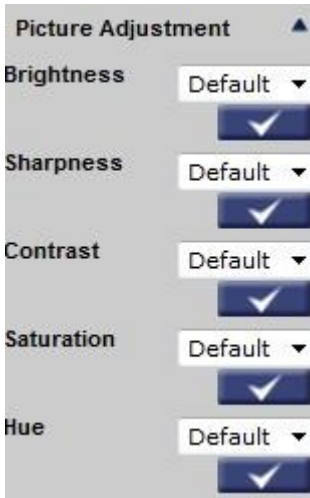 Picture Adjustment
Brightness
Default
Sharpness
Default
Contrast
Default
Saturation
Default
Hue
Default